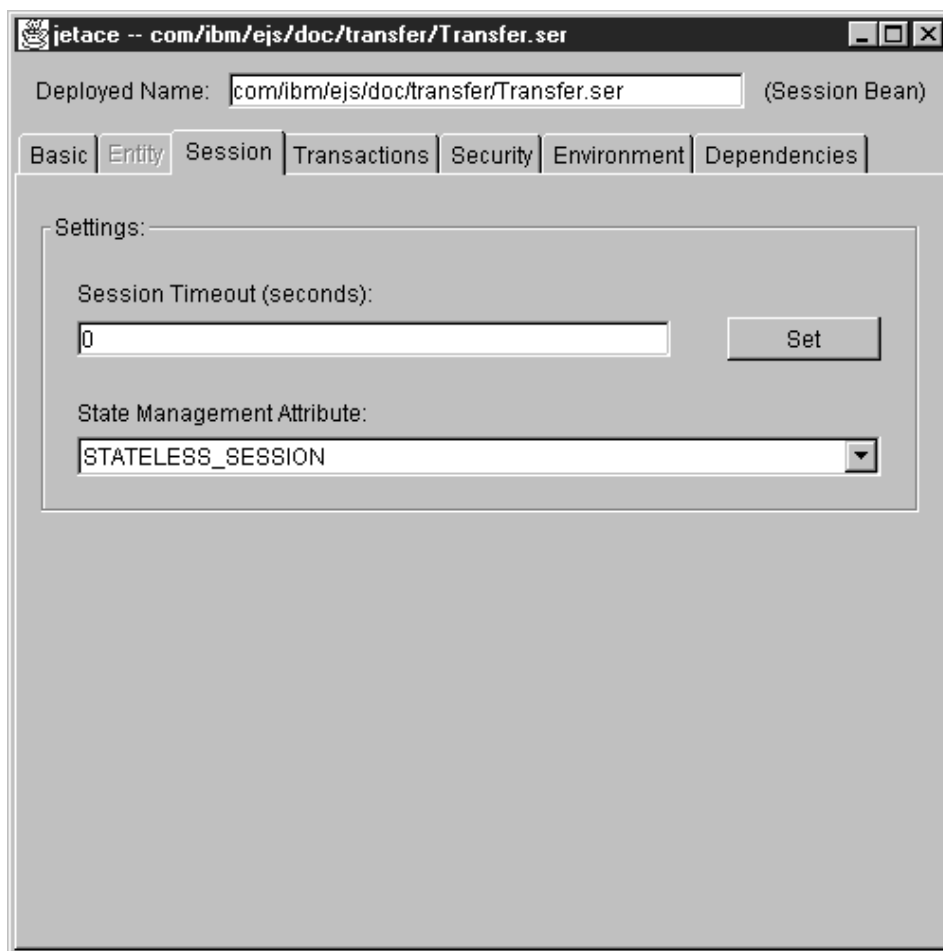 jetace -- com/ibm/ejs/doc/transfer/Transfer.ser
Deployed Name: com/ibm/ejs/doc/transfer/Transfer.ser (Session Bean)
Basic Entity Session Transactions Security Environment Dependencies
Settings:
Session Timeout (seconds):
0 Set
State Management Attribute:
STATELESS_SESSION